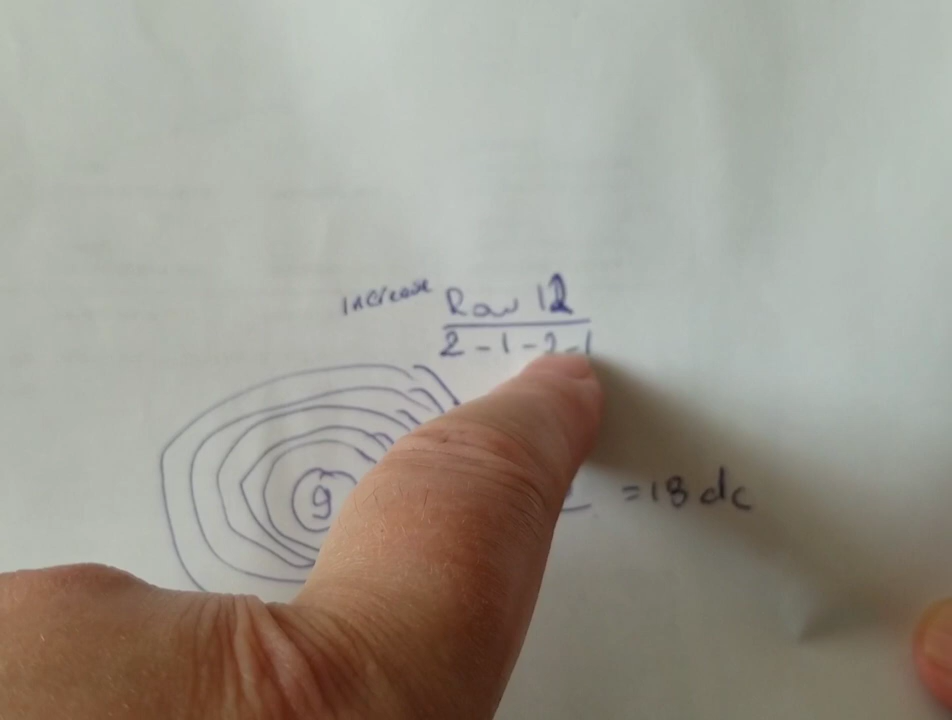 increase Row 12
2 - 1 - 2 - 1
9
= 18 dc